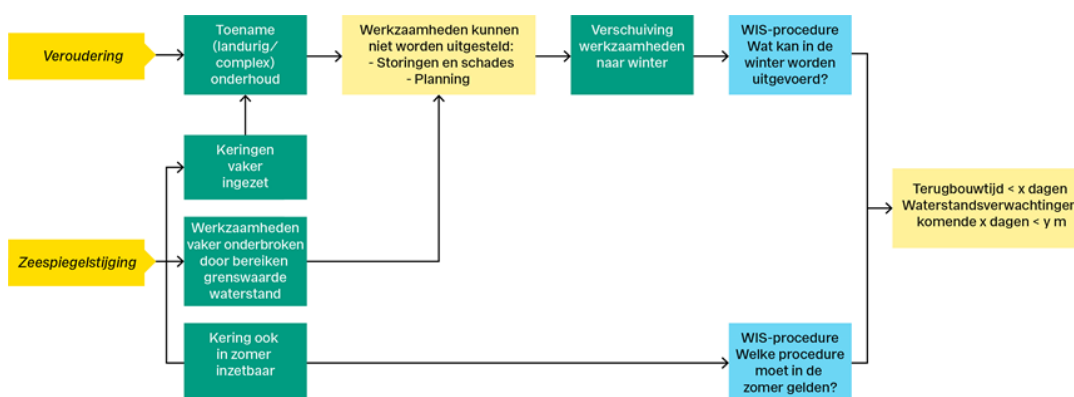 Veroudering
Toename
(landurig/
complex)
onderhoud
Werkzaamheden kunnen
niet worden uitgesteld:
- Storingen en schades
- Planning
Verschuiving
werkzaamheden
naar winter
WIS-procedure
Wat kan in de
winter worden
uitgevoerd?
Keringen
vaker
ingezet
Terugbouwtijd < x dagen
Waterstandsverwachtingen
komende x dagen < y m
Zeespiegelstijging
Werkzaamheden
vaker onderbroken
door bereiken
grenswaarde
waterstand
Kering ook
in zomer
inzetbaar
WIS-procedure
Welke procedure
moet in de
zomer gelden?